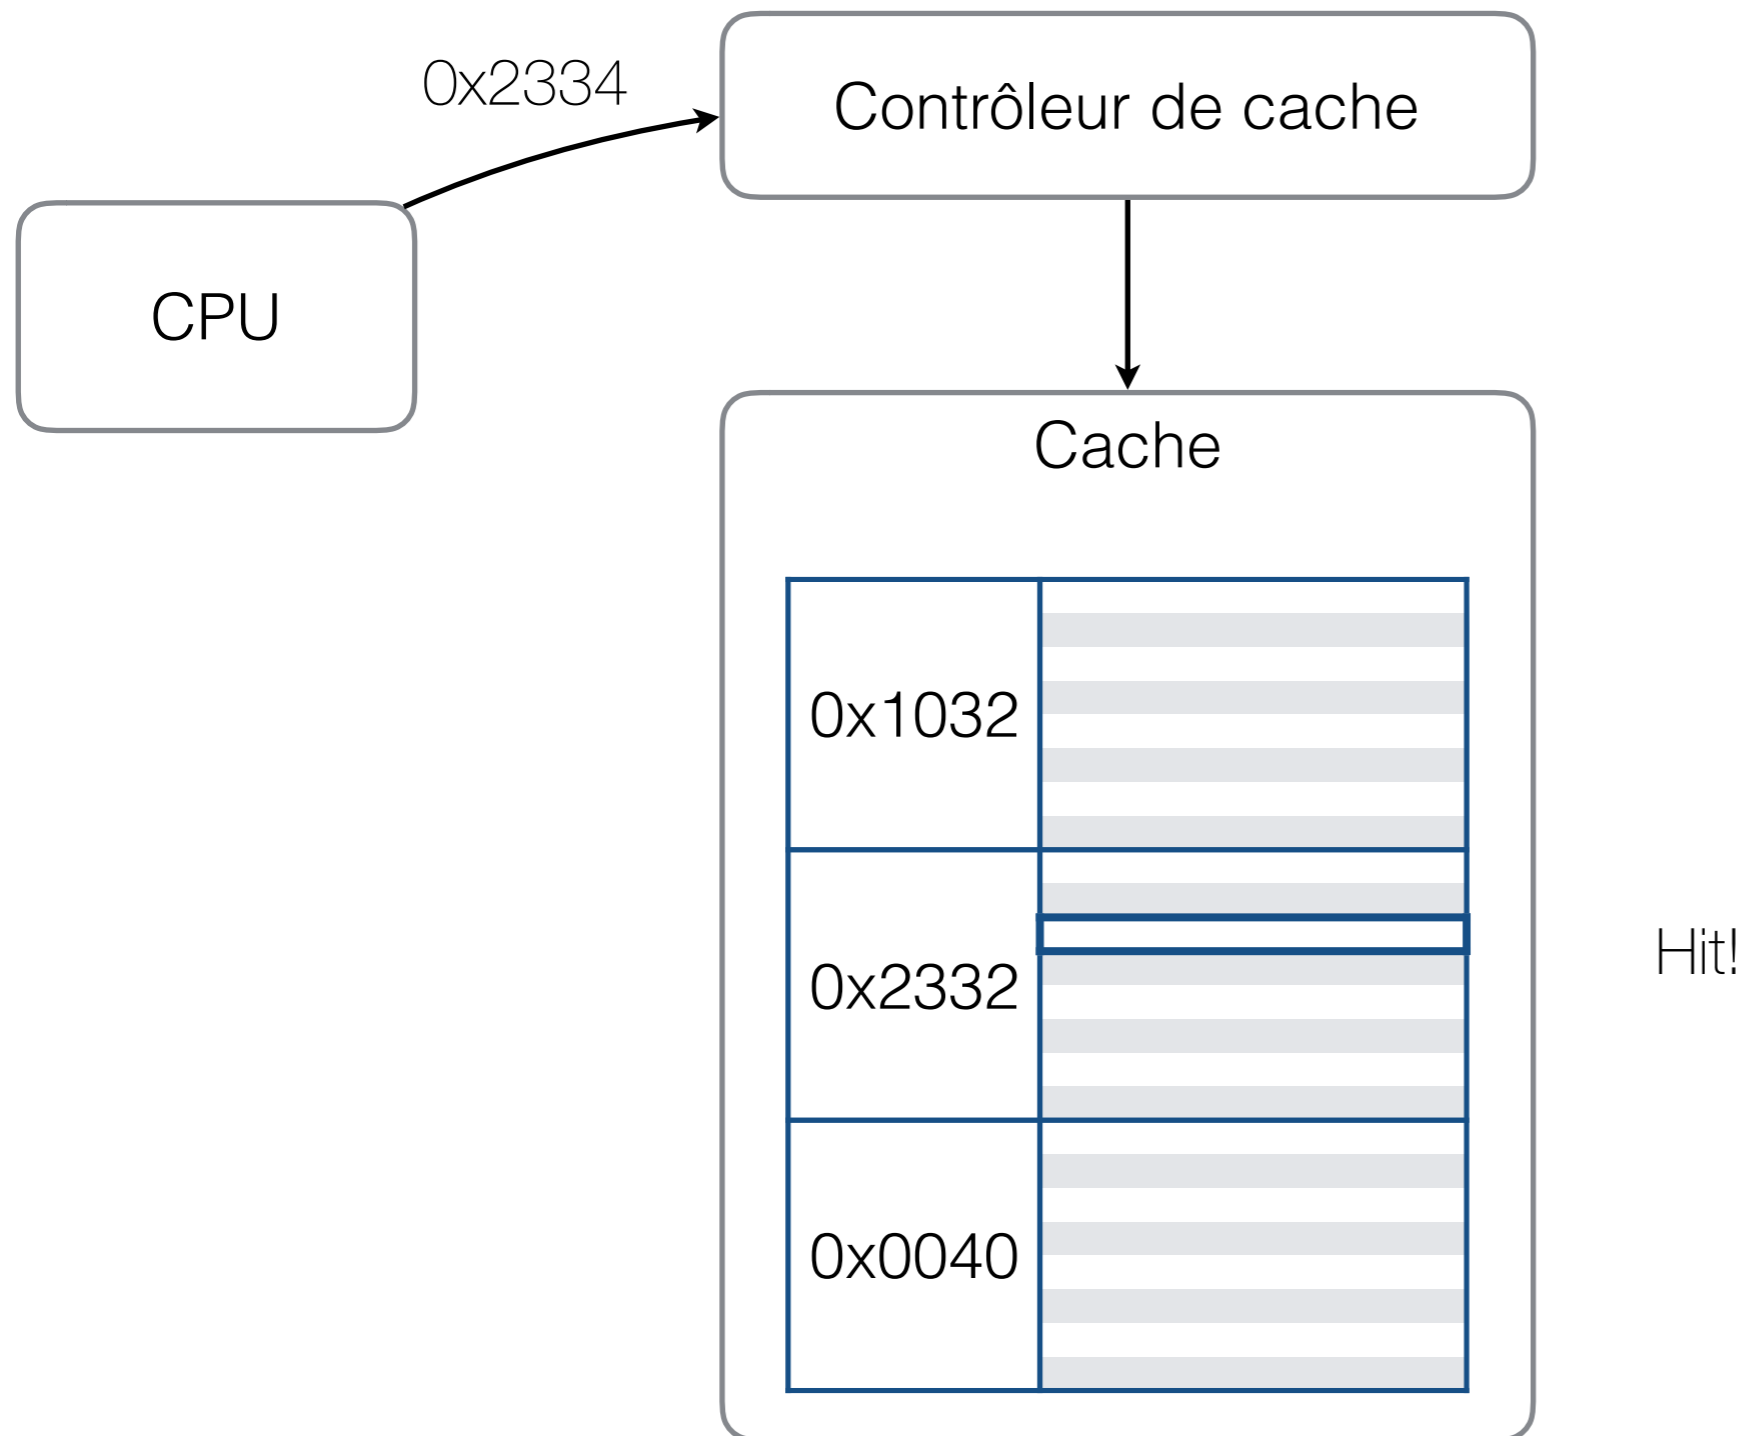 0x2334
Contrôleur de cache
CPU
Cache
0x1032
0x2332
Hit!
0x0040